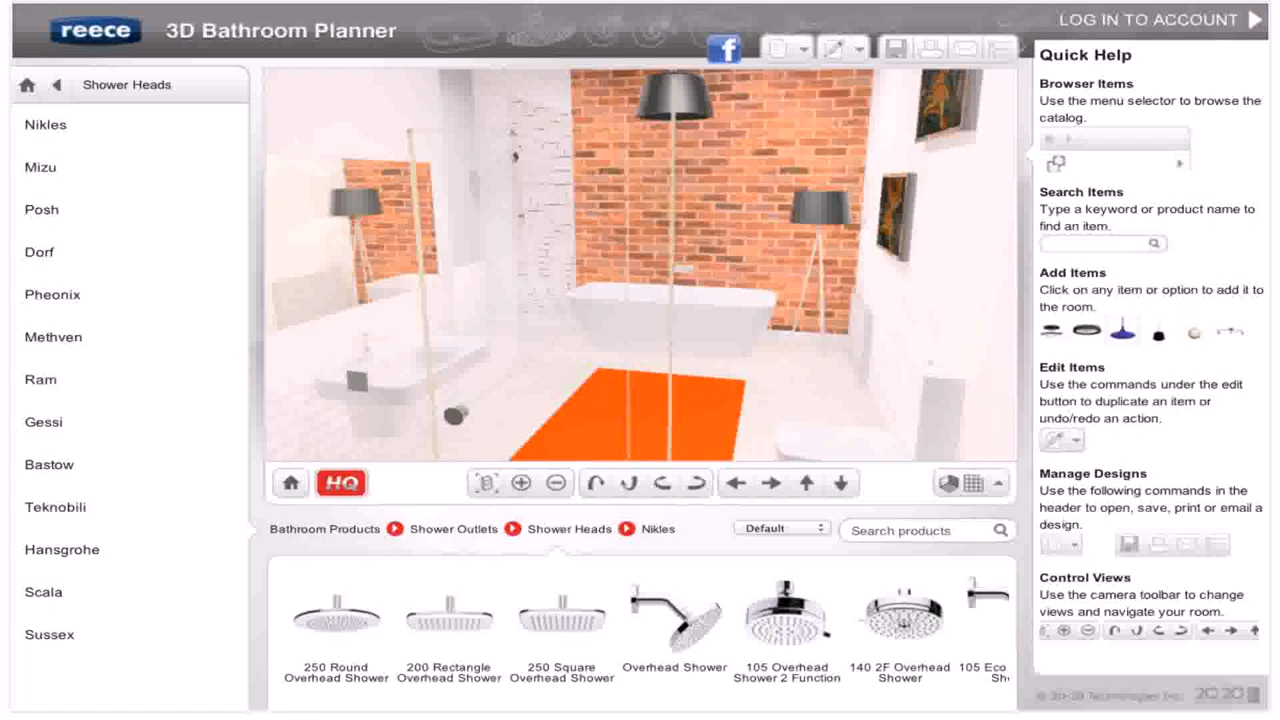 reece
3D Bathroom Planner
LOG IN TO ACCOUNT
f
Shower Heads
Nikles
Mizu
Posh
Dorf
Pheonix
Methven
Ram
Gessi
Bastow
Teknobili
Hansgrohe
Scala
Sussex
HQ
Bathroom Products Shower Outlets Shower Heads Nikles
Default
Search products
250 Round
Overhead Shower
200 Rectangle
Overhead Shower
250 Square
Overhead Shower
Overhead Shower
105 Overhead
Shower 2 Function
140 2F Overhead
Shower
105 Eco
Sh
Quick Help
Browser Items
Use the menu selector to browse the
catalog.
Search Items
Type a keyword or product name to
find an item.
Add Items
Click on any item or option to add it to
the room.
Edit Items
Use the commands under the edit
button to duplicate an item or
undo/redo an action.
Manage Designs
Use the following commands in the
header to open, save, print or email a
design.
Control Views
Use the camera toolbar to change
views and navigate your room.
Technologies Inc. 2020